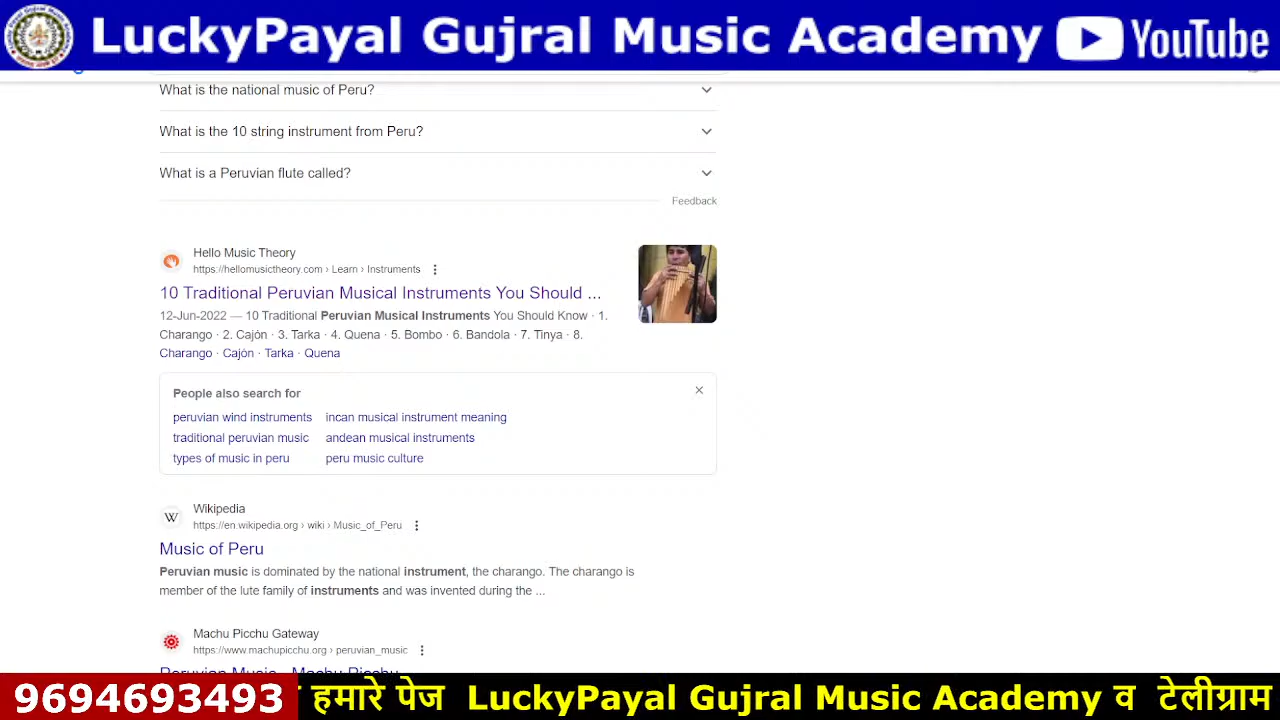 LuckyPayal Gujral Music Academy YouTube
What is the national music of Peru?
What is the 10 string instrument from Peru?
What is a Peruvian flute called?
Feedback
Hello Music Theory
https://hellomusictheory.com › Learn › Instruments
10 Traditional Peruvian Musical Instruments You Should ...
12-Jun-2022 — 10 Traditional Peruvian Musical Instruments You Should Know · 1.
Charango · 2. Cajón · 3. Tarka · 4. Quena · 5. Bombo · 6. Bandola · 7. Tinya · 8.
Charango · Cajón · Tarka · Quena
People also search for
peruvian wind instruments incan musical instrument meaning
traditional peruvian music andean musical instruments
types of music in peru peru music culture
Wikipedia
https://en.wikipedia.org › wiki › Music_of_Peru
Music of Peru
Peruvian music is dominated by the national instrument, the charango. The charango is
member of the lute family of instruments and was invented during the ...
Machu Picchu Gateway
https://www.machupicchu.org › peruvian_music
Peruvian Music - Machu Picchu
9694693493 हमारे पेज LuckyPayal Gujral Music Academy व टेलीग्राम